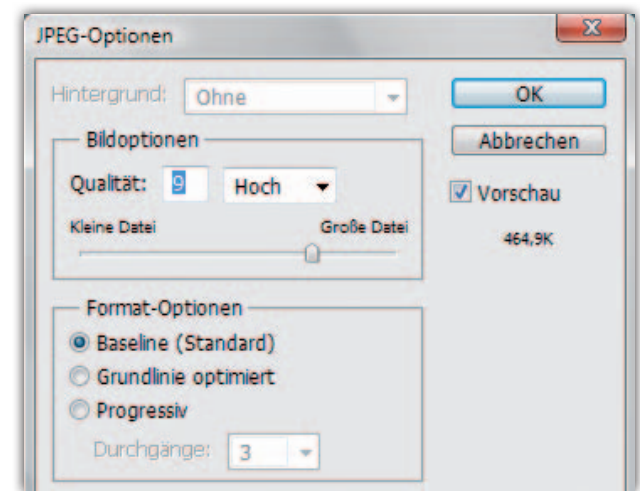 JPEG-Optionen
Hintergrund: Ohne
OK
Bildoptionen
Abbrechen
Qualität: 9 Hoch
Vorschau
Kleine Datei Große Datei
464,9K
Format-Optionen
Baseline (Standard)
Grundlinie optimiert
Progressiv
Durchgänge: 3